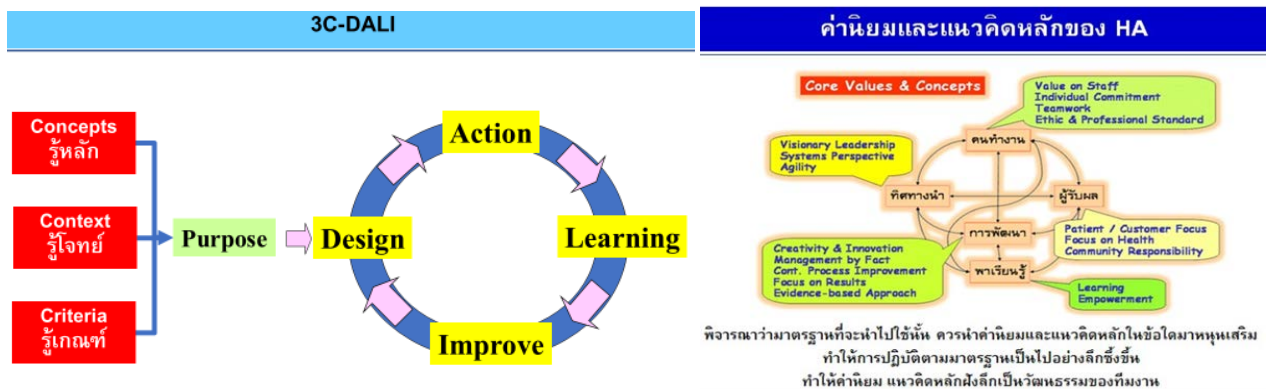 3C-DALI
Concepts
รู้หลัก
Context
รู้โจทย์
Criteria
รู้เกณฑ์
Purpose
Design
Action
Learning
Improve
ค่านิยมและแนวคิดหลักของ HA
Core Values & Concepts
Value on Staff
Individual Commitment
Teamwork
Ethic & Professional Standard
คนทำงาน
Visionary Leadership
Systems Perspective
Agility
ทิศทางนำ
ผู้รับผล
การพัฒนา
Patient / Customer Focus
Focus on Health
Community Responsibility
Creativity & Innovation
Management by Fact
Cont. Process Improvement
Focus on Results
Evidence-based Approach
พาเรียนรู้
Learning
Empowerment
พิจารณาว่ามาตรฐานที่จะนำไปใช้นั้น ควรนำค่านิยมและแนวคิดหลักในข้อใดมาหนุนเสริม
ทำให้การปฏิบัติตามมาตรฐานเป็นไปอย่างลึกซึ้งขึ้น
ทำให้ค่านิยม แนวคิดหลักฝังลึกเป็นวัฒนธรรมของทีมงาน